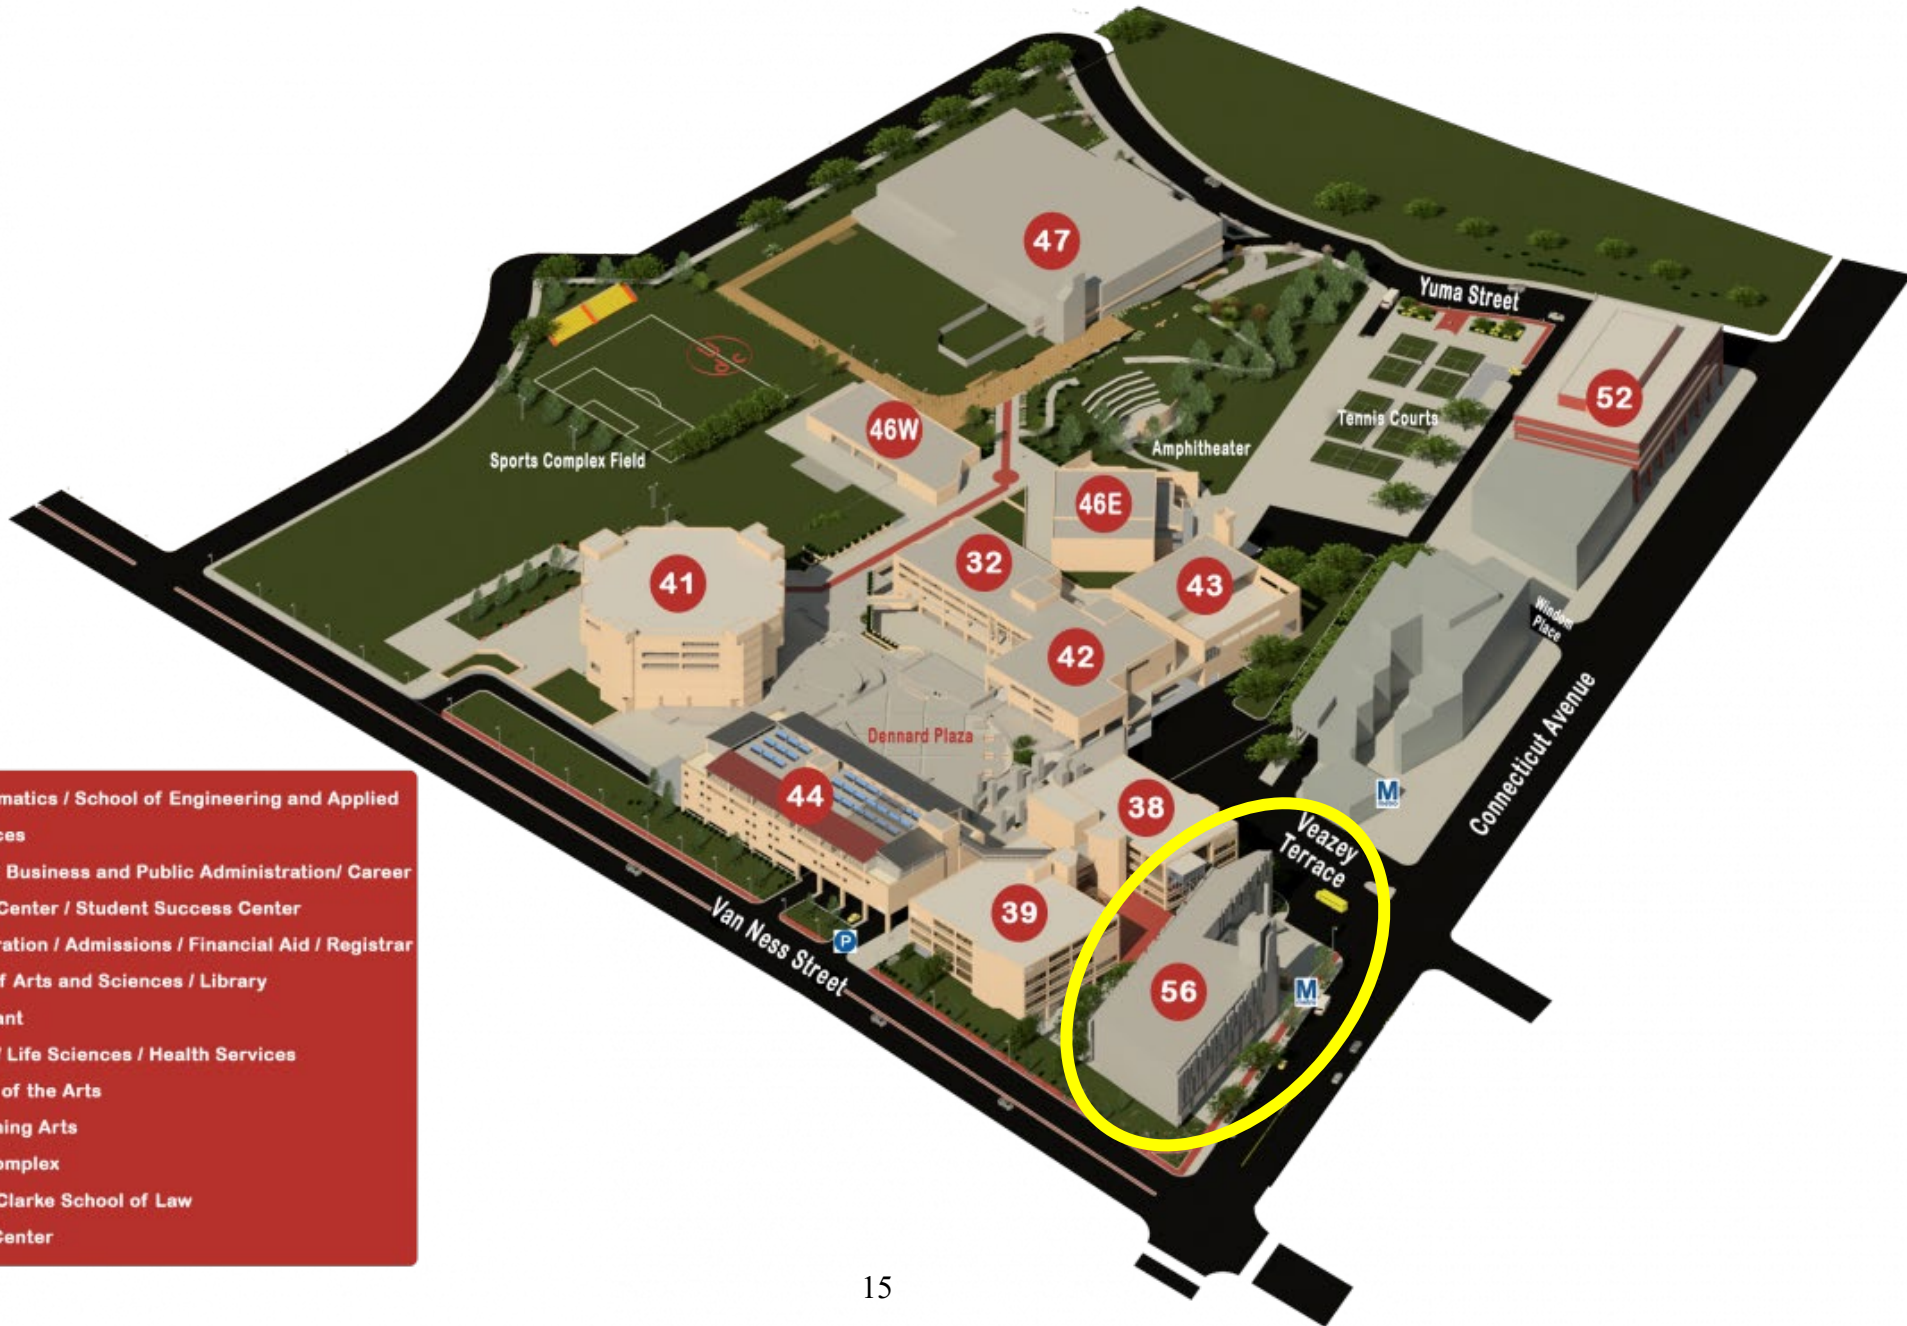 47
Yuma Street
52
46W
Tennis Courts
Sports Complex Field
Amphitheater
46E
32
41
43
Windom
Place
42
Connecticut Avenue
Dennard Plaza
44
M
38
Veazey
Terrace
39
Van Ness Street
P
56
M
matics / School of Engineering and Applied
ces
Business and Public Administration/ Career
Center / Student Success Center
ration / Admissions / Financial Aid / Registrar
f Arts and Sciences / Library
ant
/ Life Sciences / Health Services
of the Arts
ning Arts
omplex
Clarke School of Law
Center
15